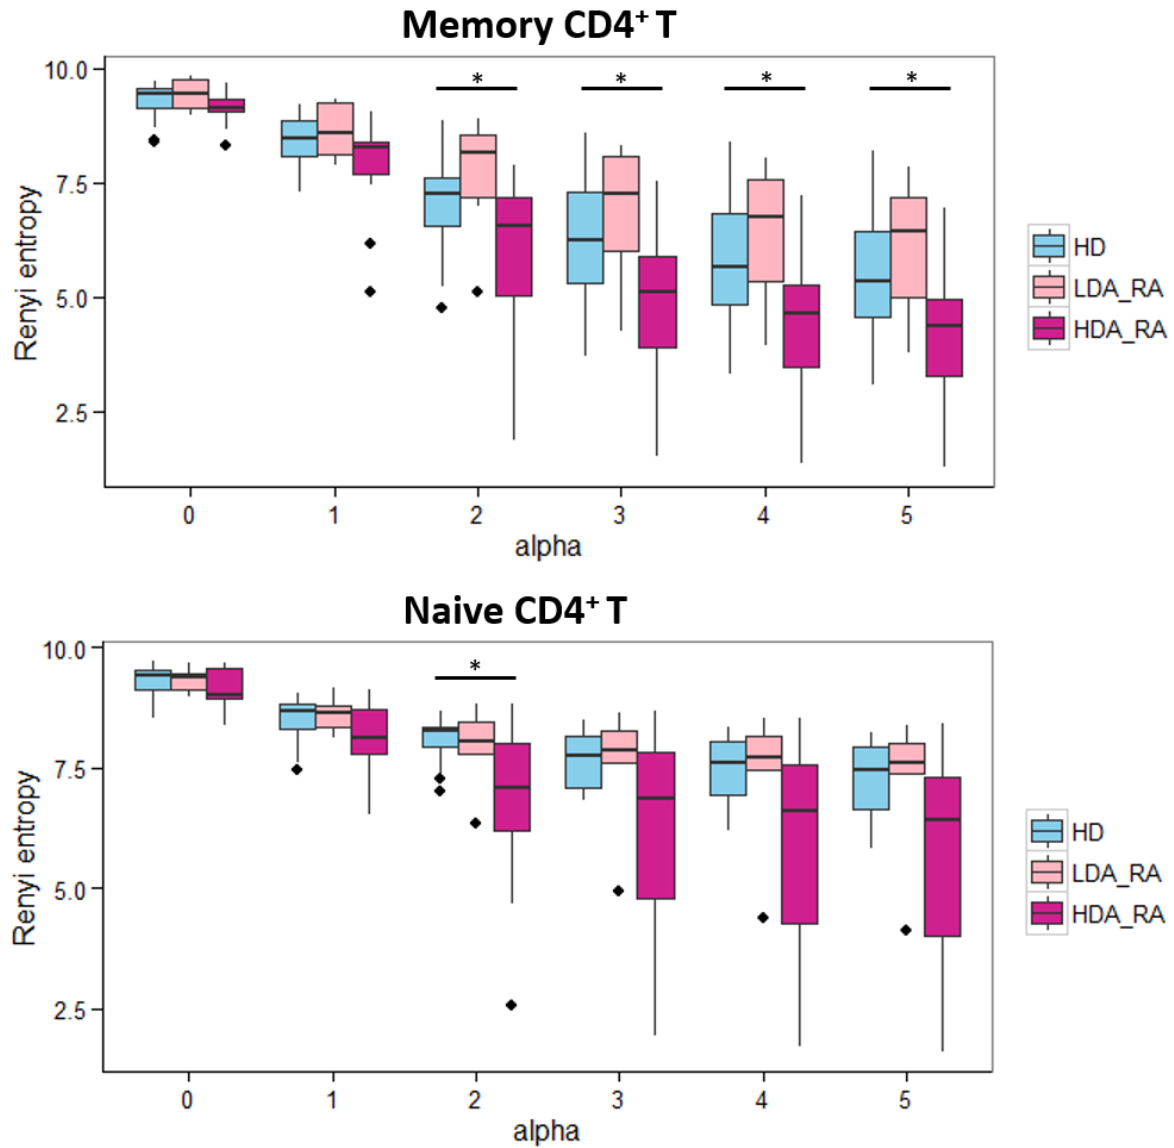 Memory CD4⁺ T
Renyi entropy
10.0
7.5
5.0
2.5
* * * *
0 1 2 3 4 5
alpha
HD
LDA_RA
HDA_RA
Naive CD4⁺ T
Renyi entropy
10.0
7.5
5.0
2.5
*
0 1 2 3 4 5
alpha
HD
LDA_RA
HDA_RA